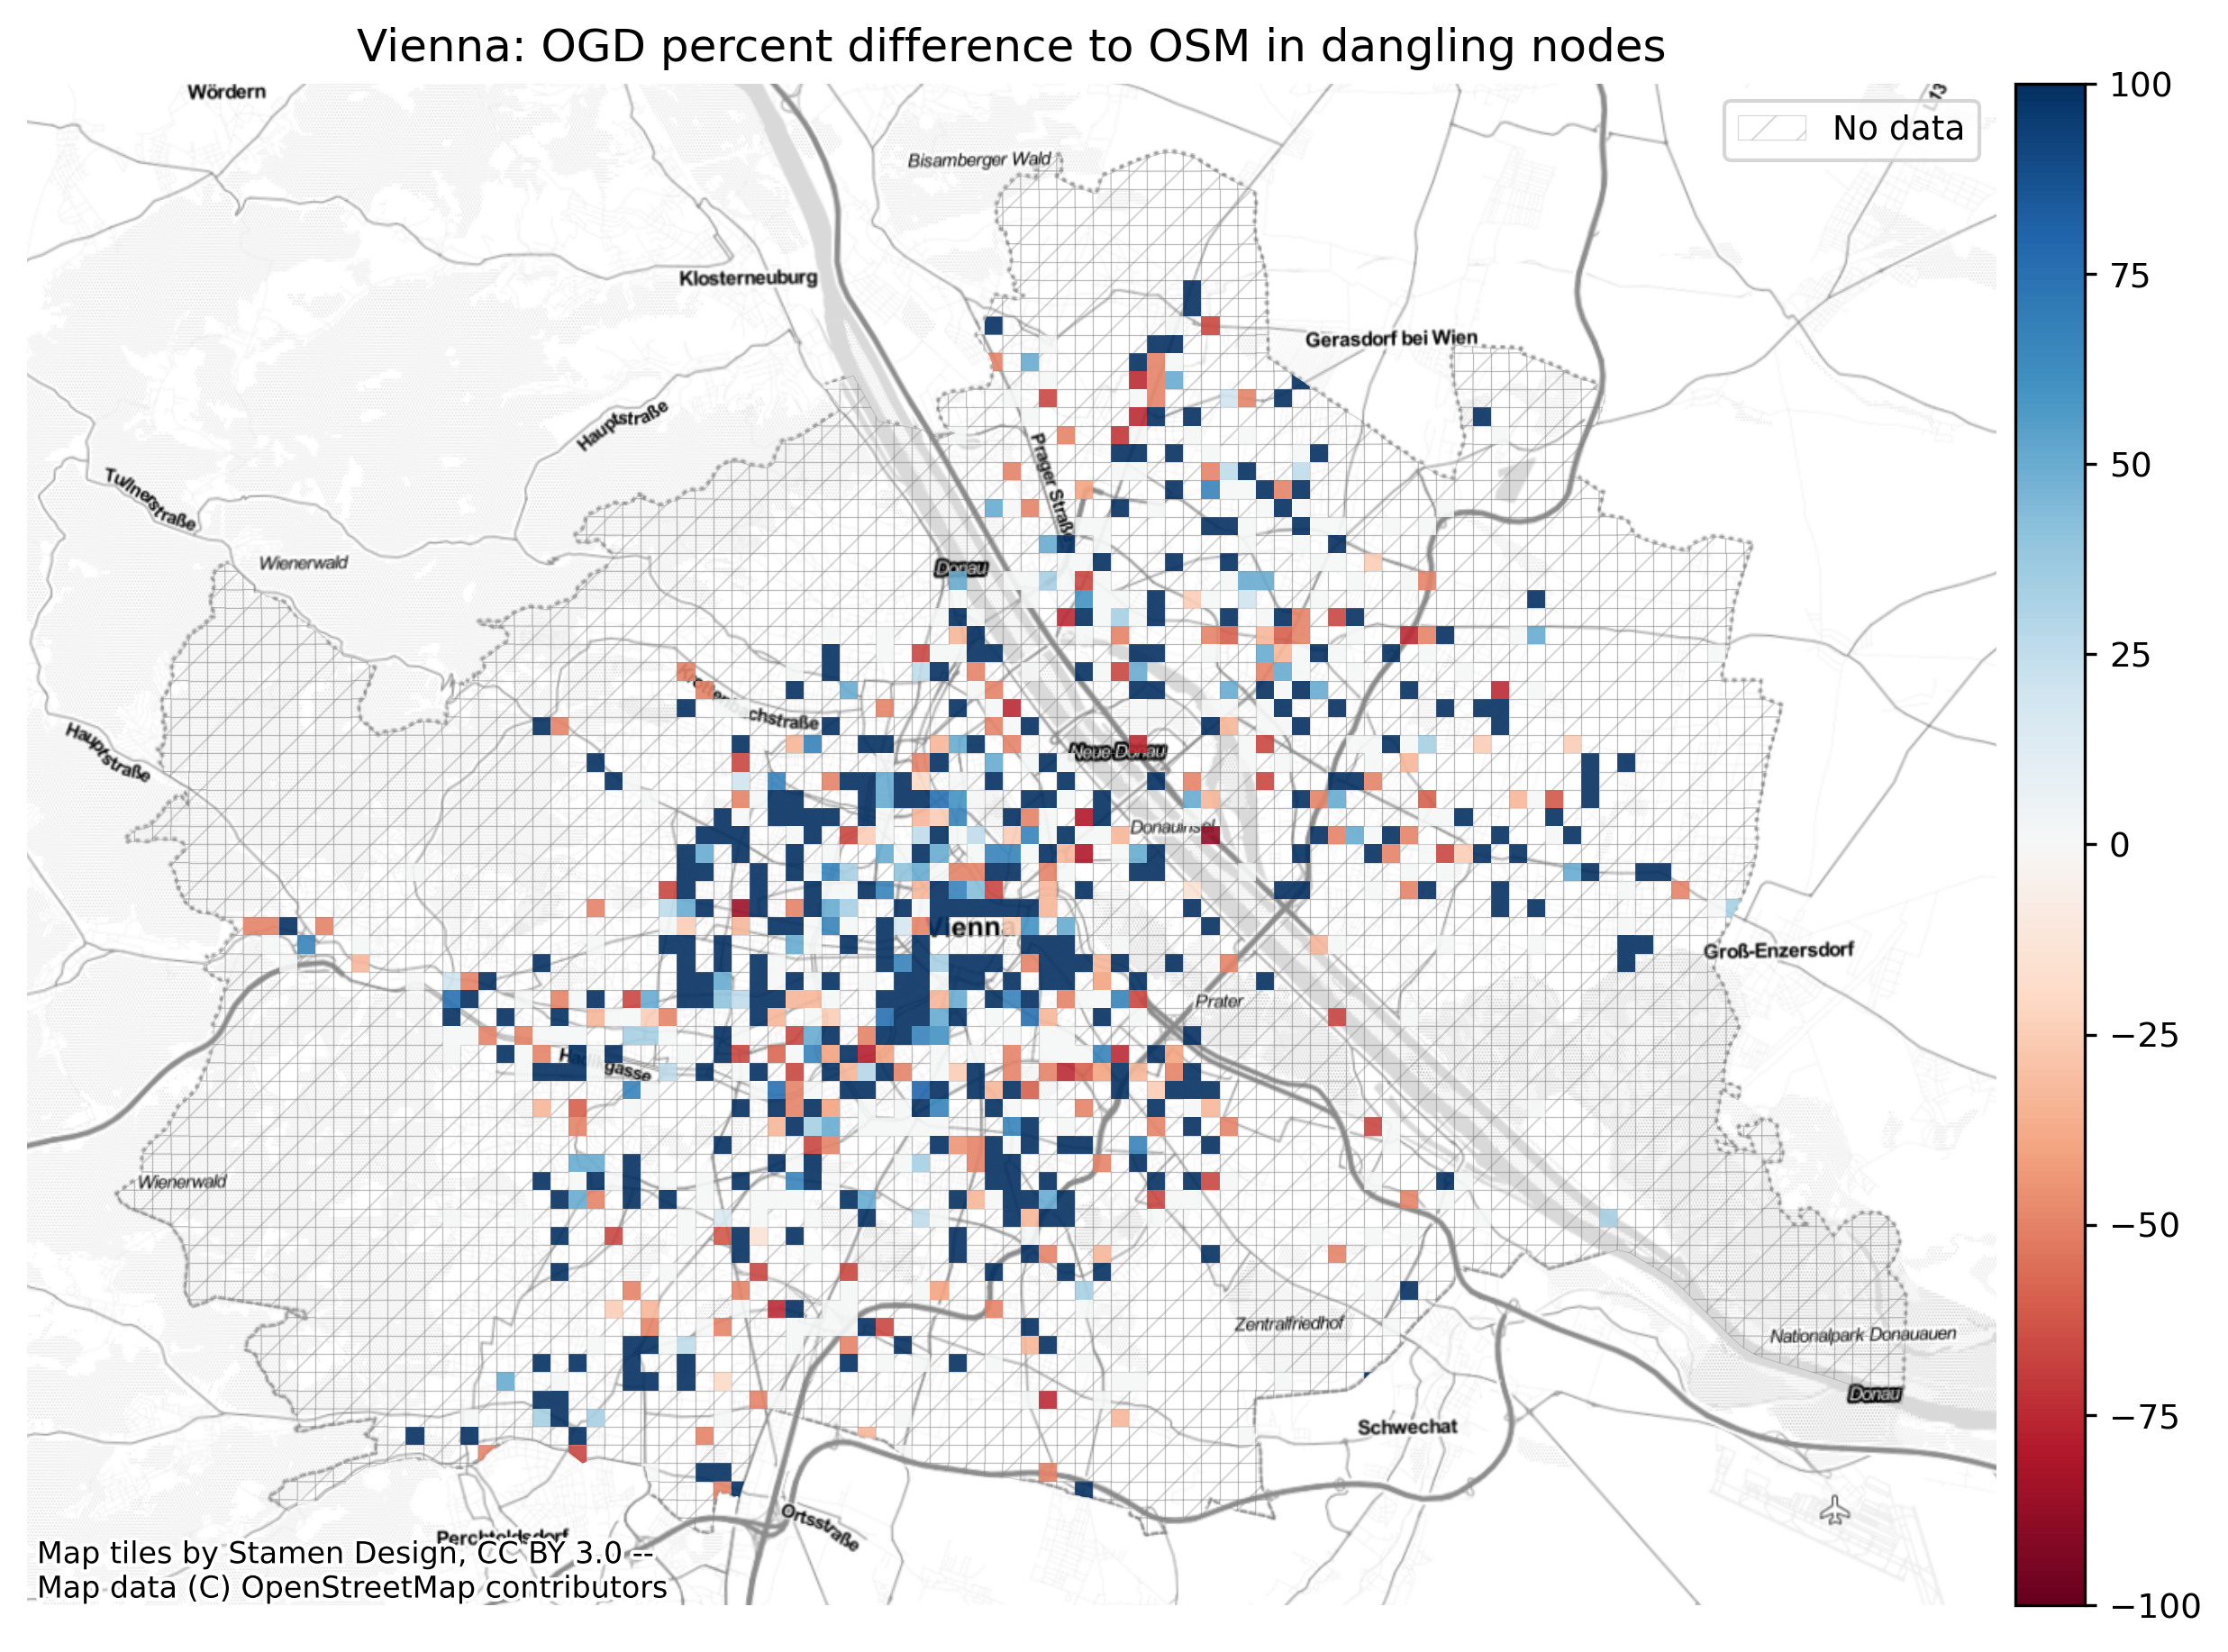 Vienna: OGD percent difference to OSM in dangling nodes
Wördern
L13
100
No data
Bisamberger Wald
Klosterneuburg
75
Gerasdorf bei Wien
Hauptstraße
Prager Straße
50
Tullnerstraße
Wienerwald
Donau
25
Hauptstraße
Neue Donau
Donauinsel
0
Vienna
Groß-Enzersdorf
Prater
−25
Wienerwald
−50
Zentralfriedhof
Nationalpark Donauauen
Donau
−75
Schwechat
Ortsstraße
Perchtoldsdorf
Map tiles by Stamen Design, CC BY 3.0 --
Map data (C) OpenStreetMap contributors
−100